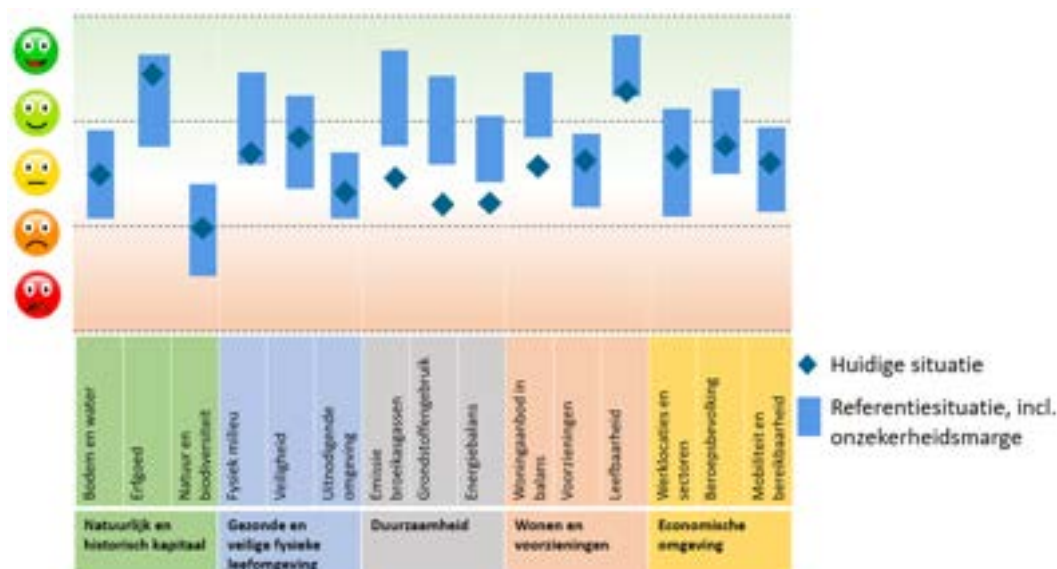 Bodem en water
Erfgoed
Natuur en
biodiversiteit
Fysiek milieu
Veiligheid
Uitnodigende
omgeving
Emissie
broeikasgassen
Grondstoffengebruik
Energiebalans
Woningaanbod in
balans
Voorzieningen
Leefbaarheid
Werklocaties en
sectoren
Beroepsbevolking
Mobiliteit en
bereikbaarheid
Natuurlijk en
historisch kapitaal
Gezonde en
veilige fysieke
leefomgeving
Duurzaamheid
Wonen en
voorzieningen
Economische
omgeving
Huidige situatie
Referentiesituatie, incl.
onzekerheidsmarge